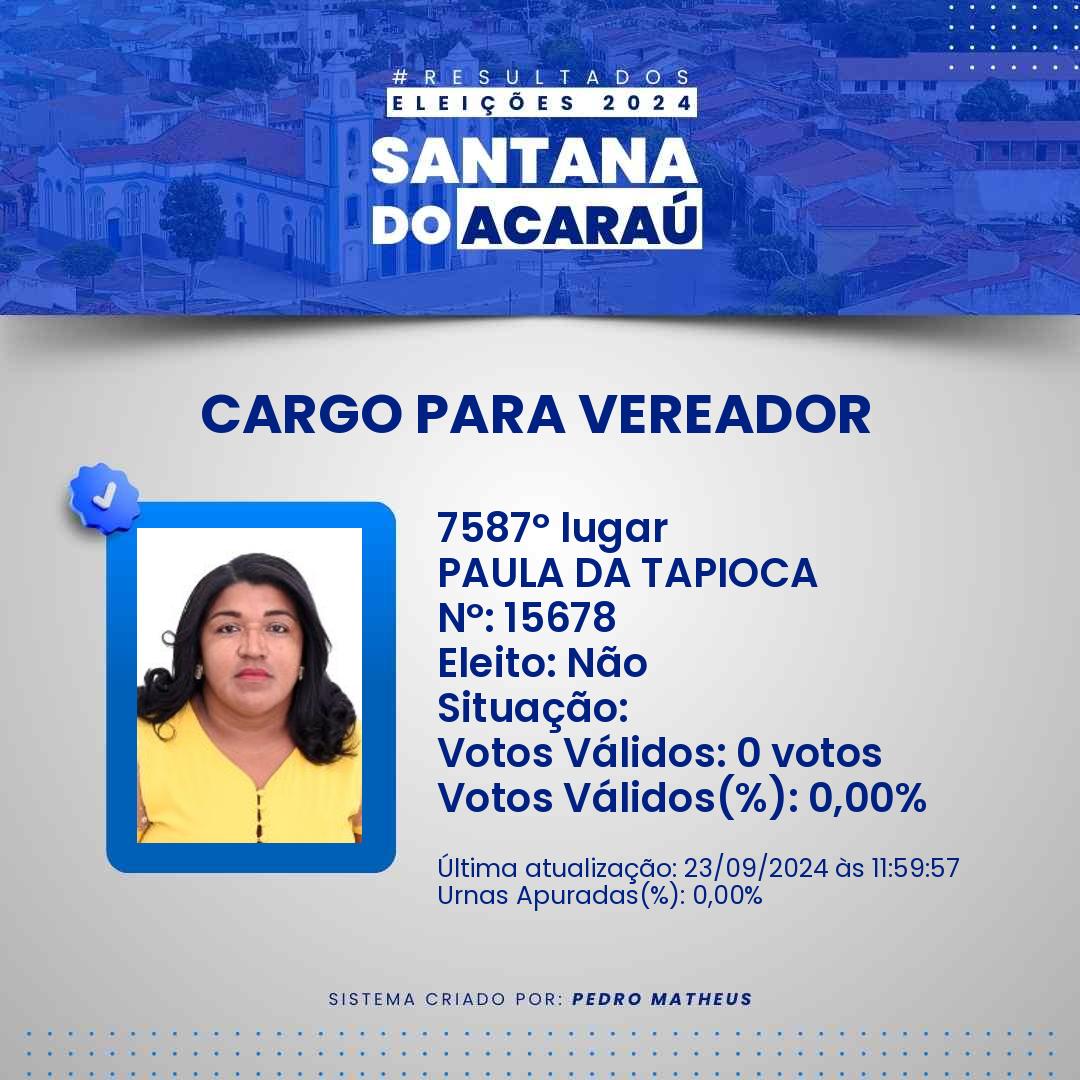 #RESULTADOS
ELEIÇÕES 2024
SANTANA
DO ACARAÚ
CARGO PARA VEREADOR
7587º lugar
PAULA DA TAPIOCA
Nº: 15678
Eleito: Não
Situação:
Votos Válidos: 0 votos
Votos Válidos(%): 0,00%
Última atualização: 23/09/2024 às 11:59:57
Urnas Apuradas(%): 0,00%
SISTEMA CRIADO POR: PEDRO MATHEUS